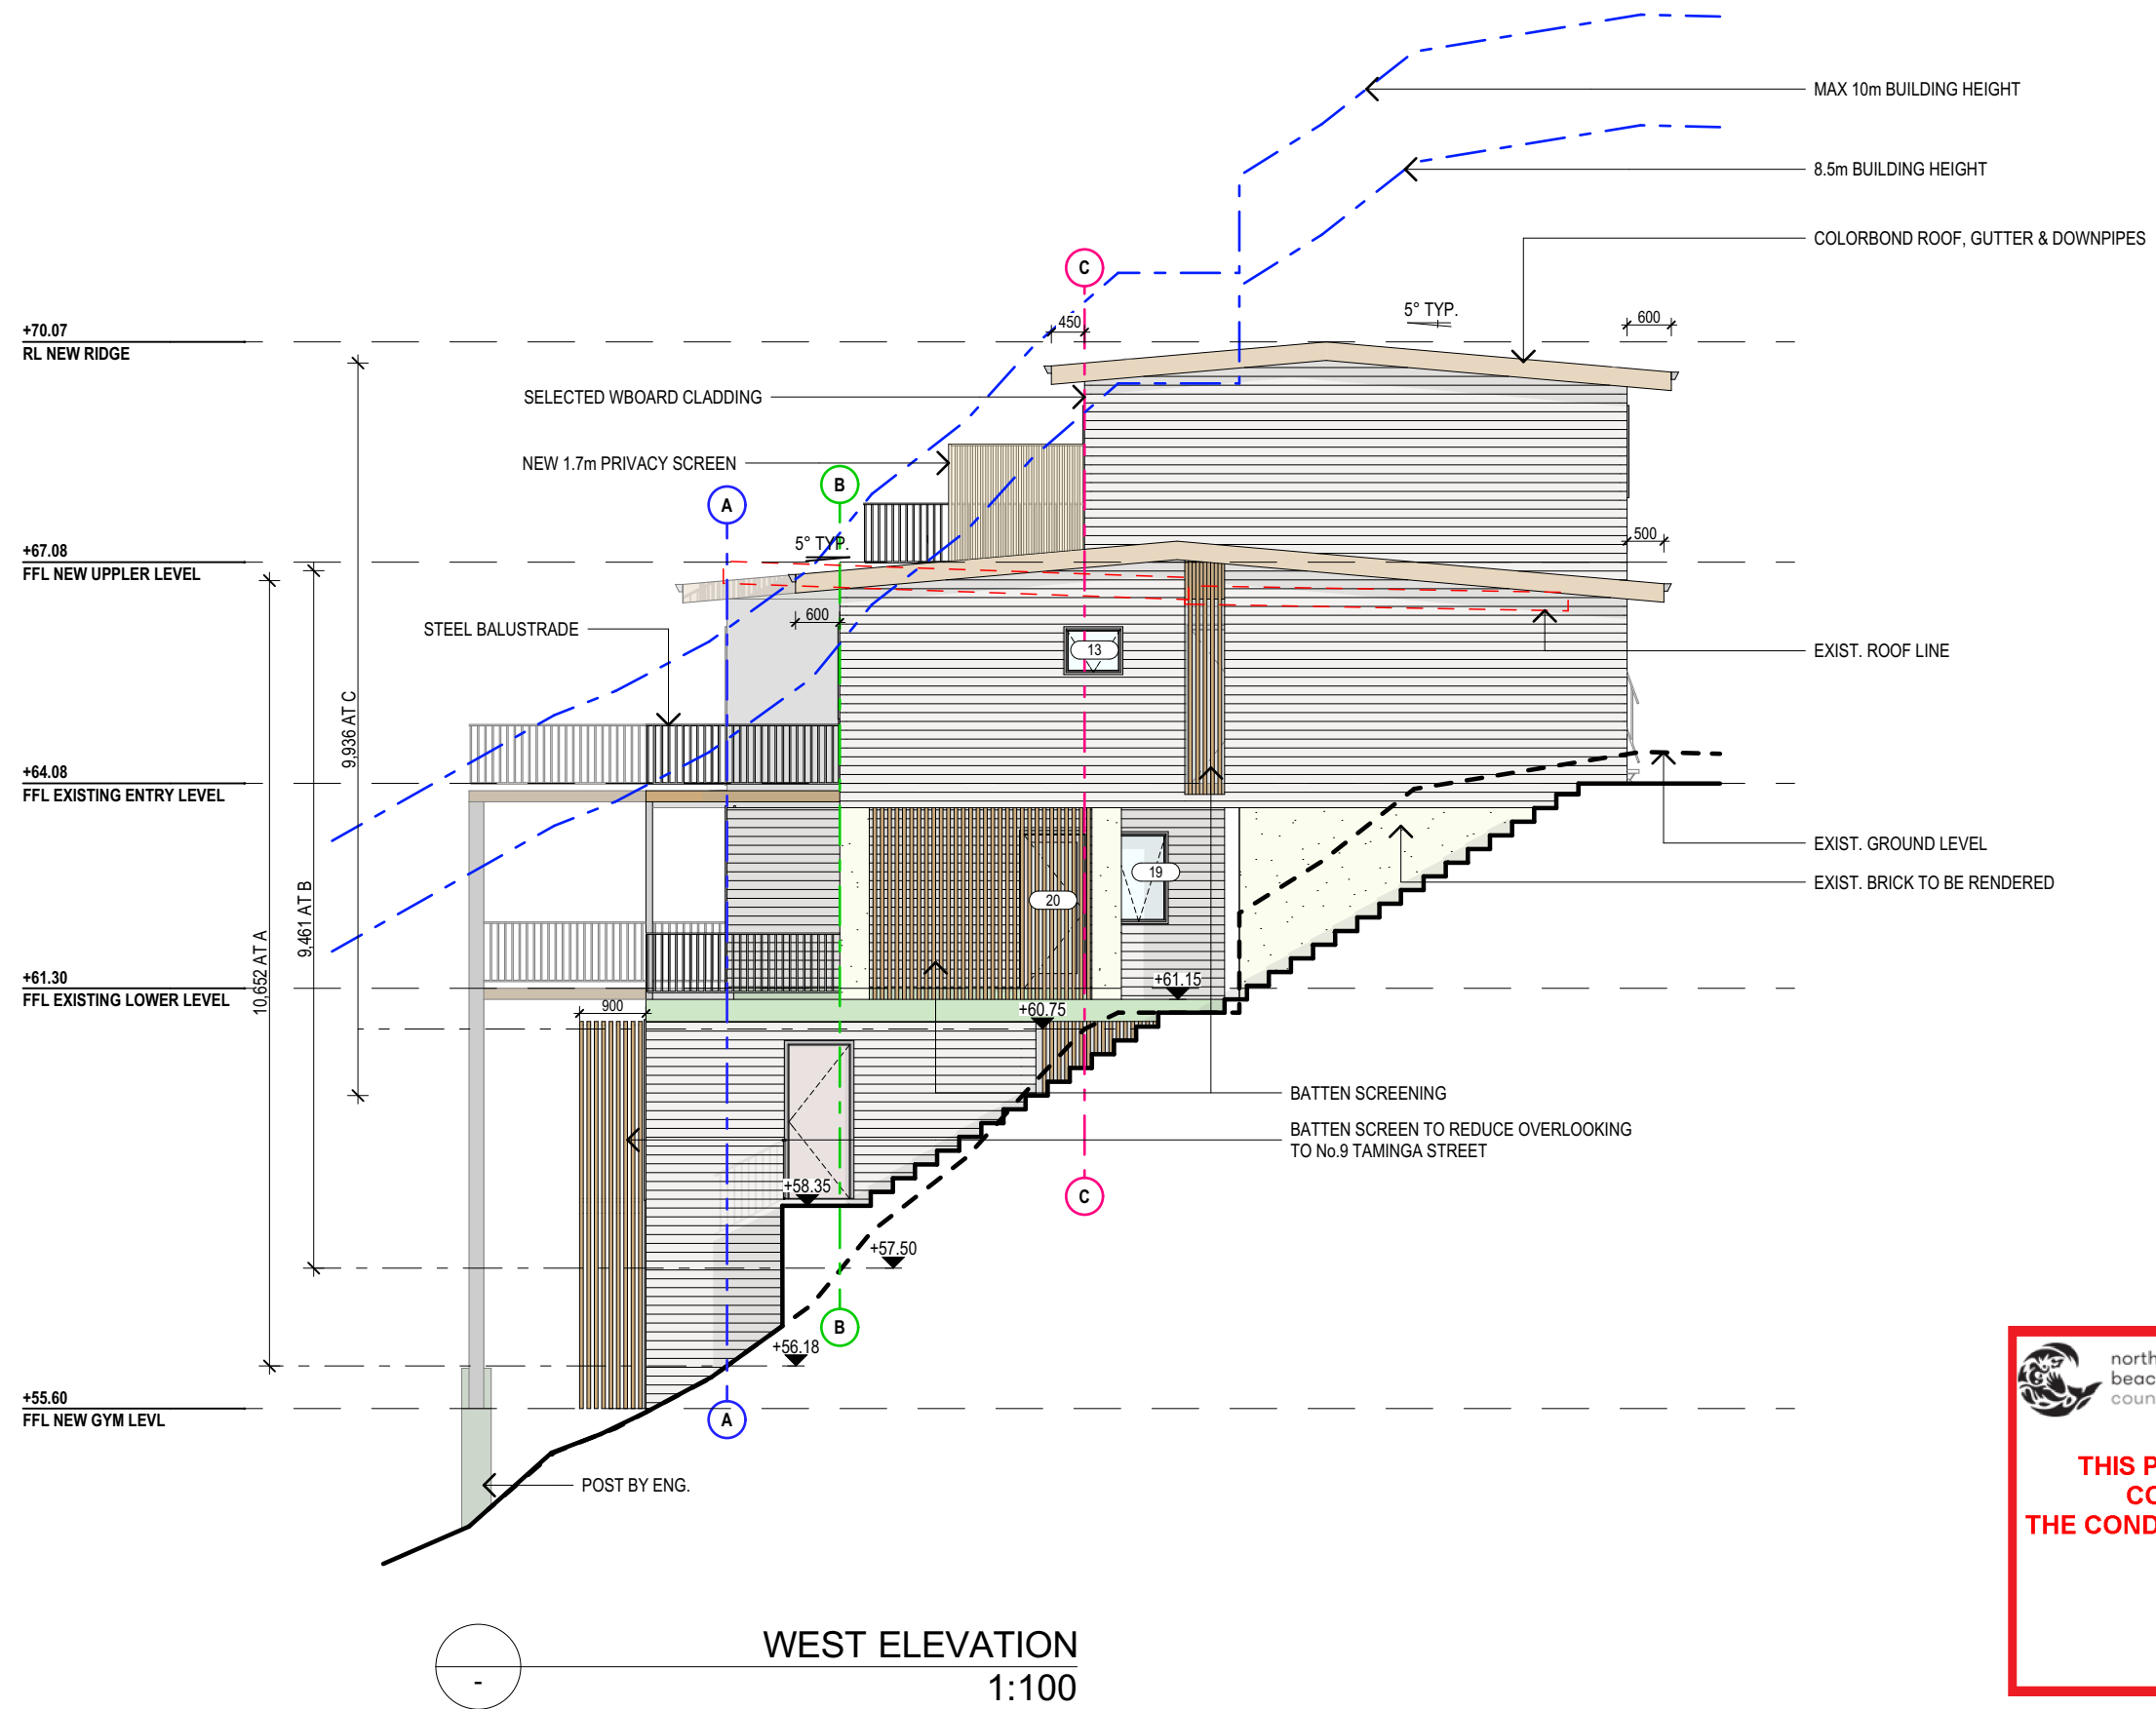 MAX 10m BUILDING HEIGHT
8.5m BUILDING HEIGHT
COLORBOND ROOF, GUTTER & DOWNPIPES
C
5° TYP.
450
600
+70.07
RL NEW RIDGE
SELECTED WBOARD CLADDING
NEW 1.7m PRIVACY SCREEN
B
A
5° TYP.
500
+67.08
FFL NEW UPPLER LEVEL
600
STEEL BALUSTRADE
13
EXIST. ROOF LINE
9,936 AT C
+64.08
FFL EXISTING ENTRY LEVEL
EXIST. GROUND LEVEL
19
EXIST. BRICK TO BE RENDERED
20
9,461 AT B
10,652 AT A
+61.30
FFL EXISTING LOWER LEVEL
+61.15
900
+60.75
BATTEN SCREENING
BATTEN SCREEN TO REDUCE OVERLOOKING
TO No.9 TAMINGA STREET
+58.35
C
+57.50
B
+56.18
+55.60
FFL NEW GYM LEVL
A
POST BY ENG.
north
beac
coun
THIS P
CO
THE COND
WEST ELEVATION
-
1:100